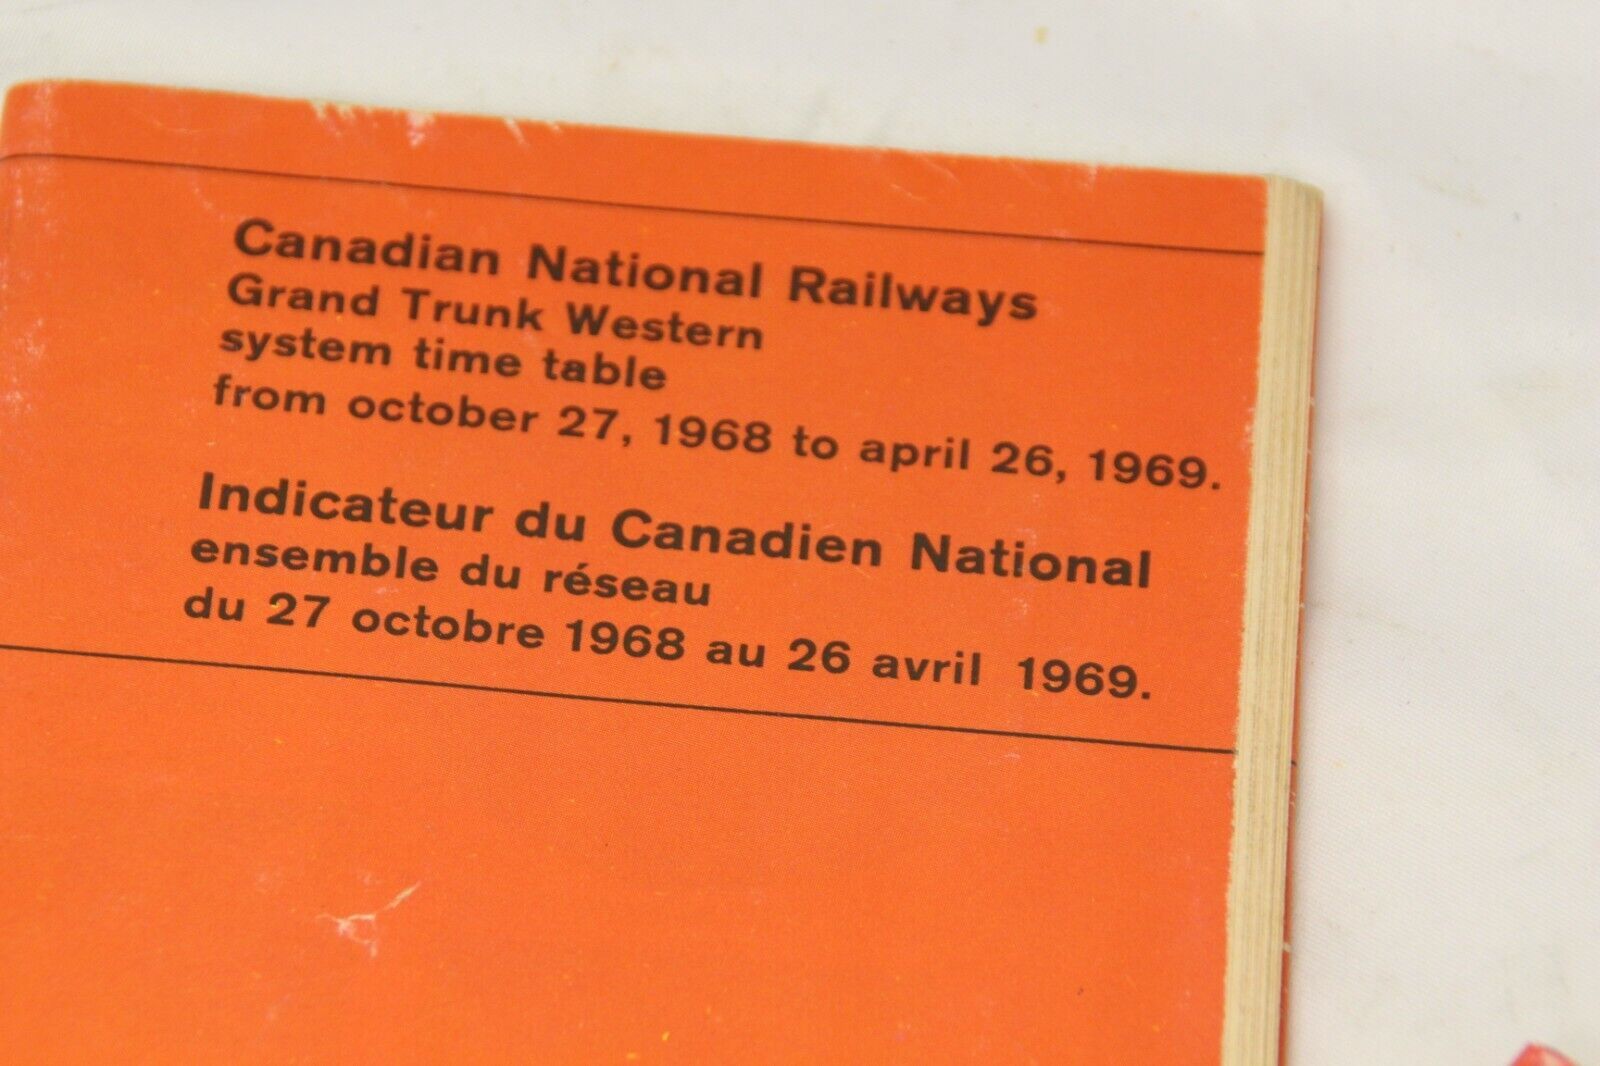 Canadian National Railways
Grand Trunk Western
system time table
from october 27, 1968 to april 26, 1969.
Indicateur du Canadien National
ensemble du réseau
du 27 octobre 1968 au 26 avril 1969.